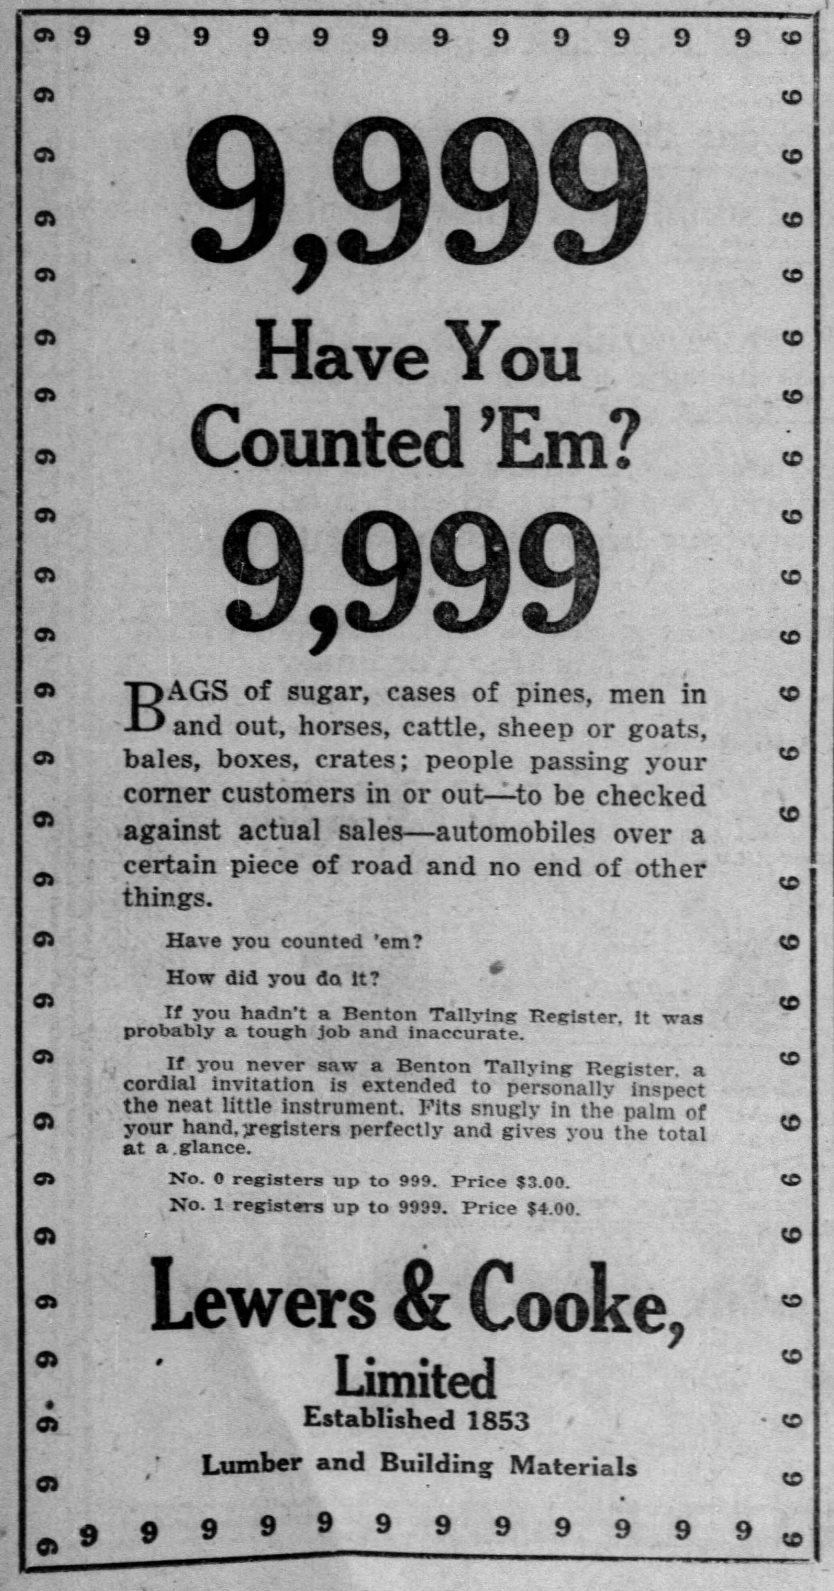 9 9 9 9 9 9 9 9 9 9 9 9 9 9
9,999
Have You
Counted 'Em?
9,999
BAGS of sugar, cases of pines, men in
and out, horses, cattle, sheep or goats,
bales, boxes, crates; people passing your
corner customers in or out—to be checked
against actual sales—automobiles over a
certain piece of road and no end of other
things.
Have you counted 'em?
How did you do it?
If you hadn't a Benton Tallying Register, it was
probably a tough job and inaccurate.
If you never saw a Benton Tallying Register, a
cordial invitation is extended to personally inspect
the neat little instrument. Fits snugly in the palm of
your hand, registers perfectly and gives you the total
at a glance.
No. 0 registers up to 999. Price $3.00.
No. 1 registers up to 9999. Price $4.00.
Lewers & Cooke,
Limited
Established 1853
Lumber and Building Materials
9 9 9 9 9 9 9 9 9 9 9 9 9 9